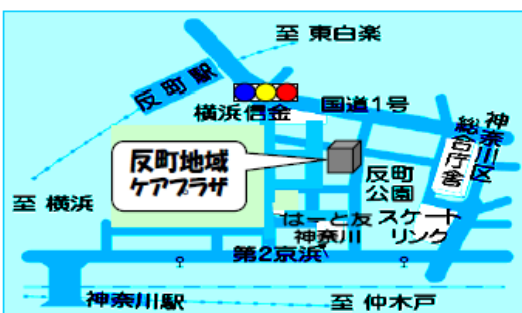 至 東白楽
反町駅
横浜信金
国道1号
神奈川区
総合庁舎
反町地域
ケアプラザ
反町
公園
至 横浜
はーと友
神奈川
スケート
リンク
第2京浜
神奈川駅
至 仲木戸